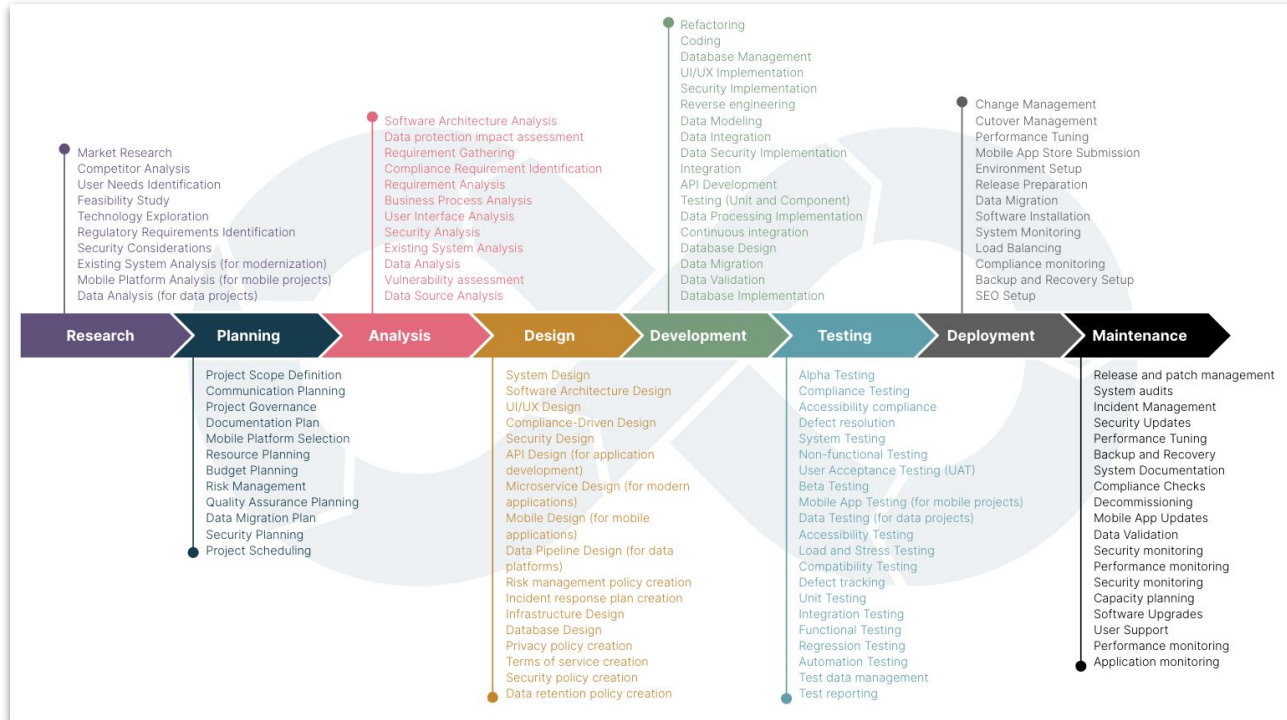 Refactoring
Coding
Database Management
UI/UX Implementation
Security Implementation
Reverse engineering
Data Modeling
Data Integration
Data Security Implementation
Integration
API Development
Testing (Unit and Component)
Data Processing Implementation
Continuous integration
Database Design
Data Migration
Data Validation
Database Implementation
Change Management
Cutover Management
Performance Tuning
Mobile App Store Submission
Environment Setup
Release Preparation
Data Migration
Software Installation
System Monitoring
Load Balancing
Compliance monitoring
Backup and Recovery Setup
SEO Setup
Software Architecture Analysis
Data protection impact assessment
Requirement Gathering
Compliance Requirement Identification
Requirement Analysis
Business Process Analysis
User Interface Analysis
Security Analysis
Existing System Analysis
Data Analysis
Vulnerability assessment
Data Source Analysis
Market Research
Competitor Analysis
User Needs Identification
Feasibility Study
Technology Exploration
Regulatory Requirements Identification
Security Considerations
Existing System Analysis (for modernization)
Mobile Platform Analysis (for mobile projects)
Data Analysis (for data projects)
Research
Planning
Analysis
Design
Development
Testing
Deployment
Maintenance
Project Scope Definition
Communication Planning
Project Governance
Documentation Plan
Mobile Platform Selection
Resource Planning
Budget Planning
Risk Management
Quality Assurance Planning
Data Migration Plan
Security Planning
Project Scheduling
System Design
Software Architecture Design
UI/UX Design
Compliance-Driven Design
Security Design
API Design (for application
development)
Microservice Design (for modern
applications)
Mobile Design (for mobile
applications)
Data Pipeline Design (for data
platforms)
Risk management policy creation
Incident response plan creation
Infrastructure Design
Database Design
Privacy policy creation
Terms of service creation
Security policy creation
Data retention policy creation
Alpha Testing
Compliance Testing
Accessibility compliance
Defect resolution
System Testing
Non-functional Testing
User Acceptance Testing (UAT)
Beta Testing
Mobile App Testing (for mobile projects)
Data Testing (for data projects)
Accessibility Testing
Load and Stress Testing
Compatibility Testing
Defect tracking
Unit Testing
Integration Testing
Functional Testing
Regression Testing
Automation Testing
Test data management
Test reporting
Release and patch management
System audits
Incident Management
Security Updates
Performance Tuning
Backup and Recovery
System Documentation
Compliance Checks
Decommissioning
Mobile App Updates
Data Validation
Security monitoring
Performance monitoring
Security monitoring
Capacity planning
Software Upgrades
User Support
Performance monitoring
Application monitoring